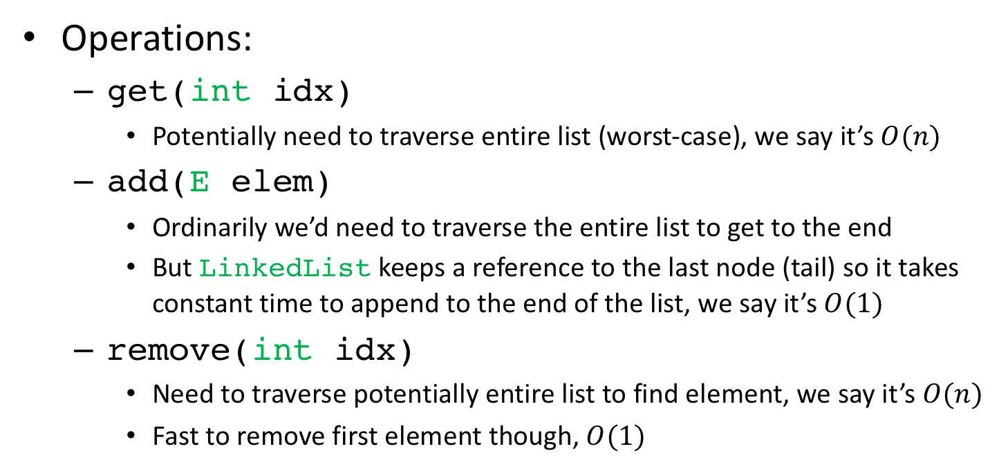 • Operations:
– get(int idx)
• Potentially need to traverse entire list (worst-case), we say it’s O(n)
– add(E elem)
• Ordinarily we’d need to traverse the entire list to get to the end
• But LinkedList keeps a reference to the last node (tail) so it takes
constant time to append to the end of the list, we say it’s O(1)
– remove(int idx)
• Need to traverse potentially entire list to find element, we say it’s O(n)
• Fast to remove first element though, O(1)